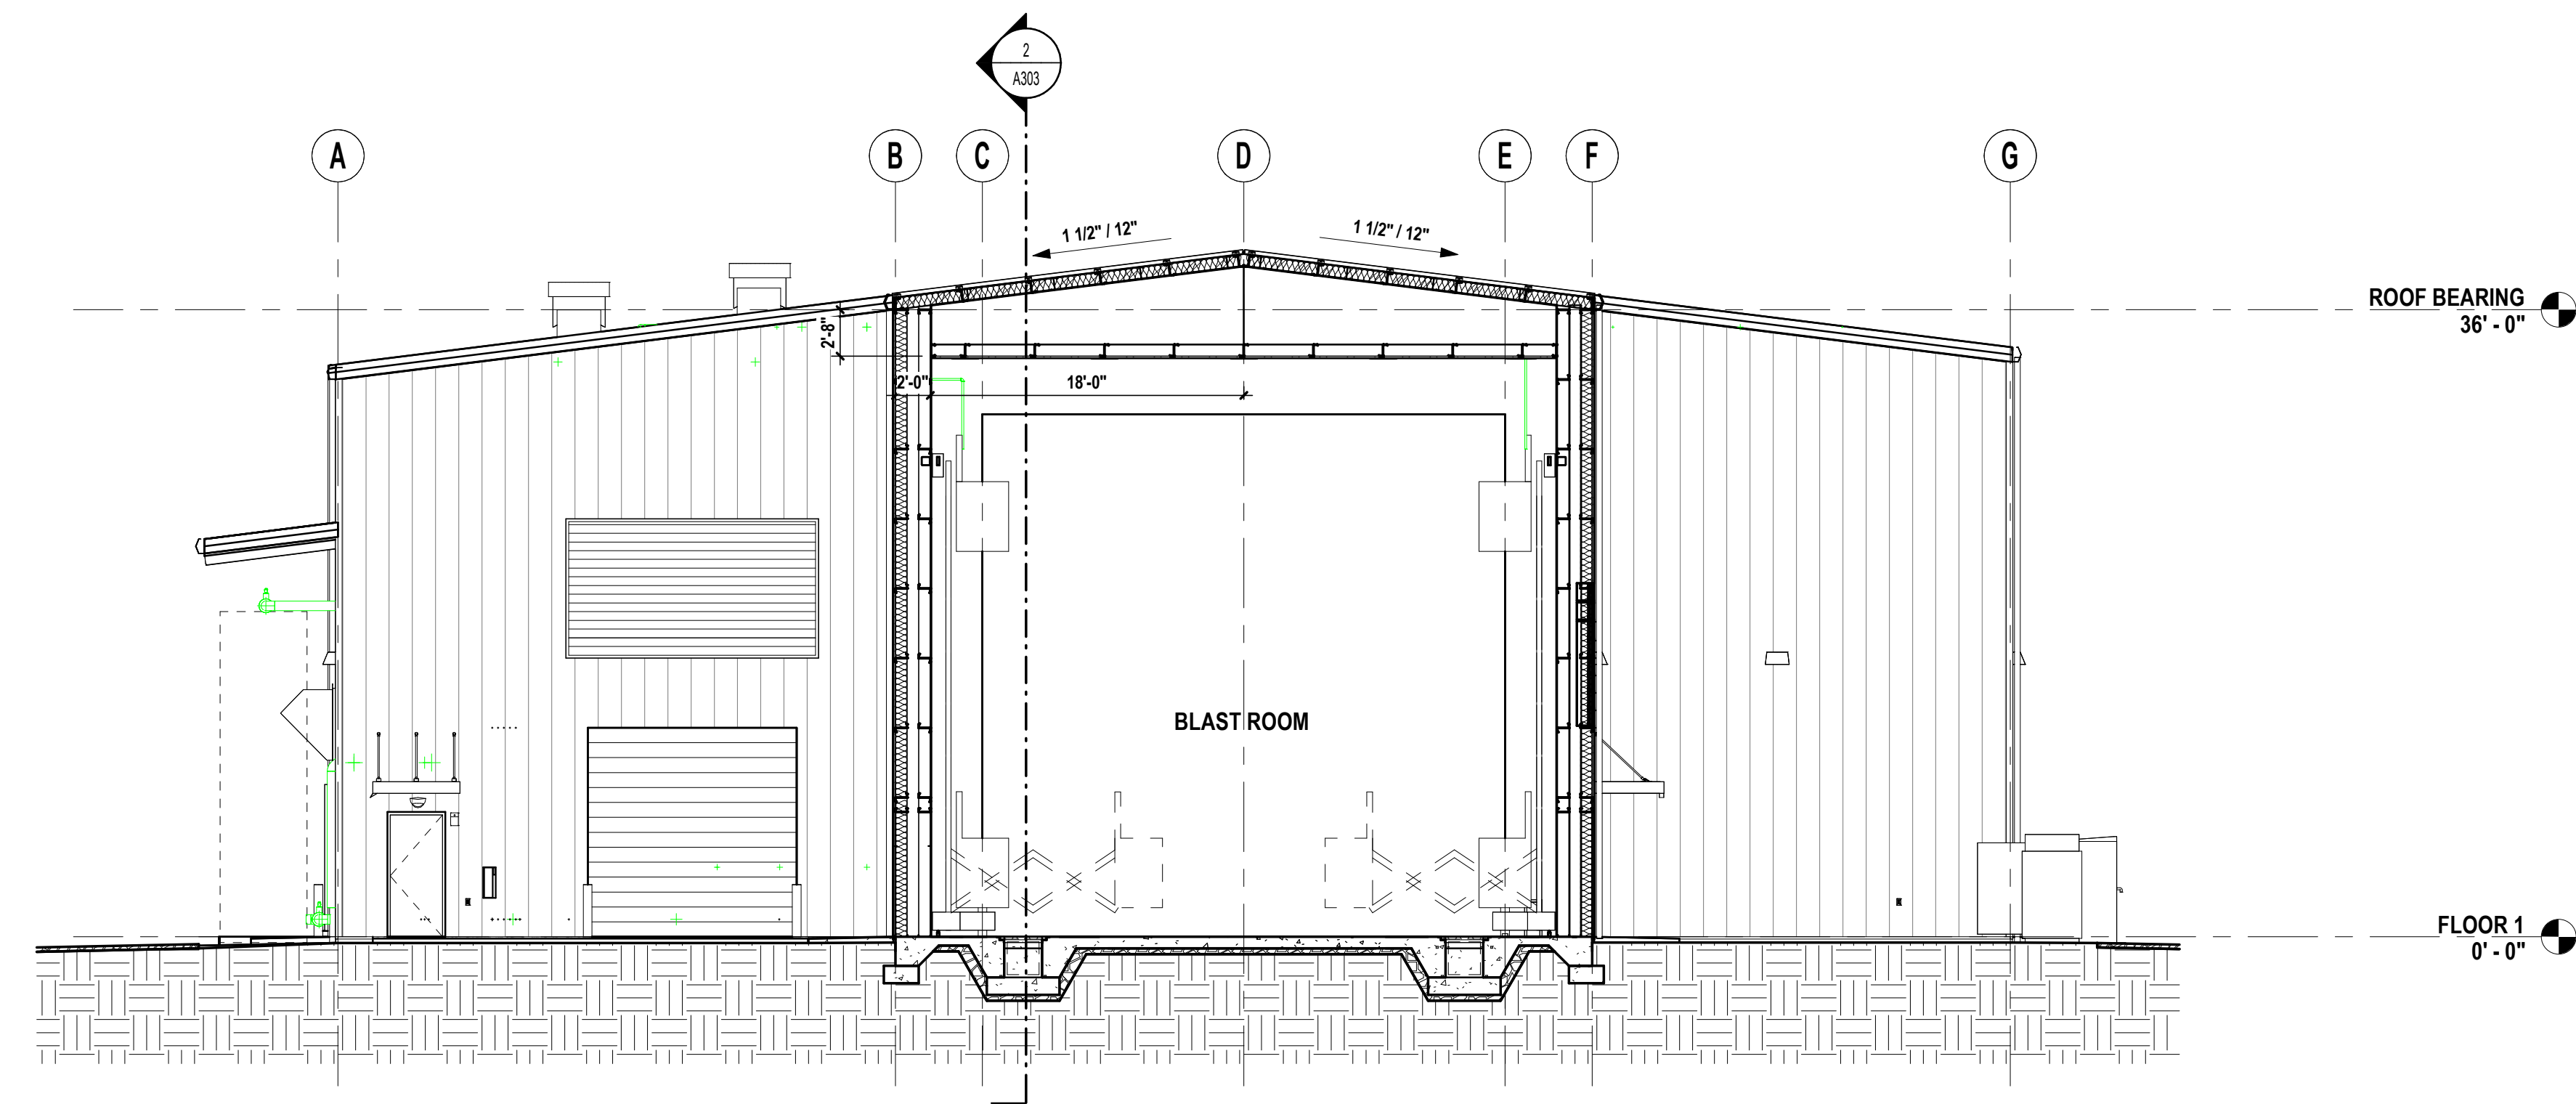 2
A303
A
B
C
D
E
F
G
1 1/2" / 12"
1 1/2" / 12"
ROOF BEARING
36' - 0"
2'-8"
2'-0"
18'-0"
BLAST ROOM
FLOOR 1
0' - 0"